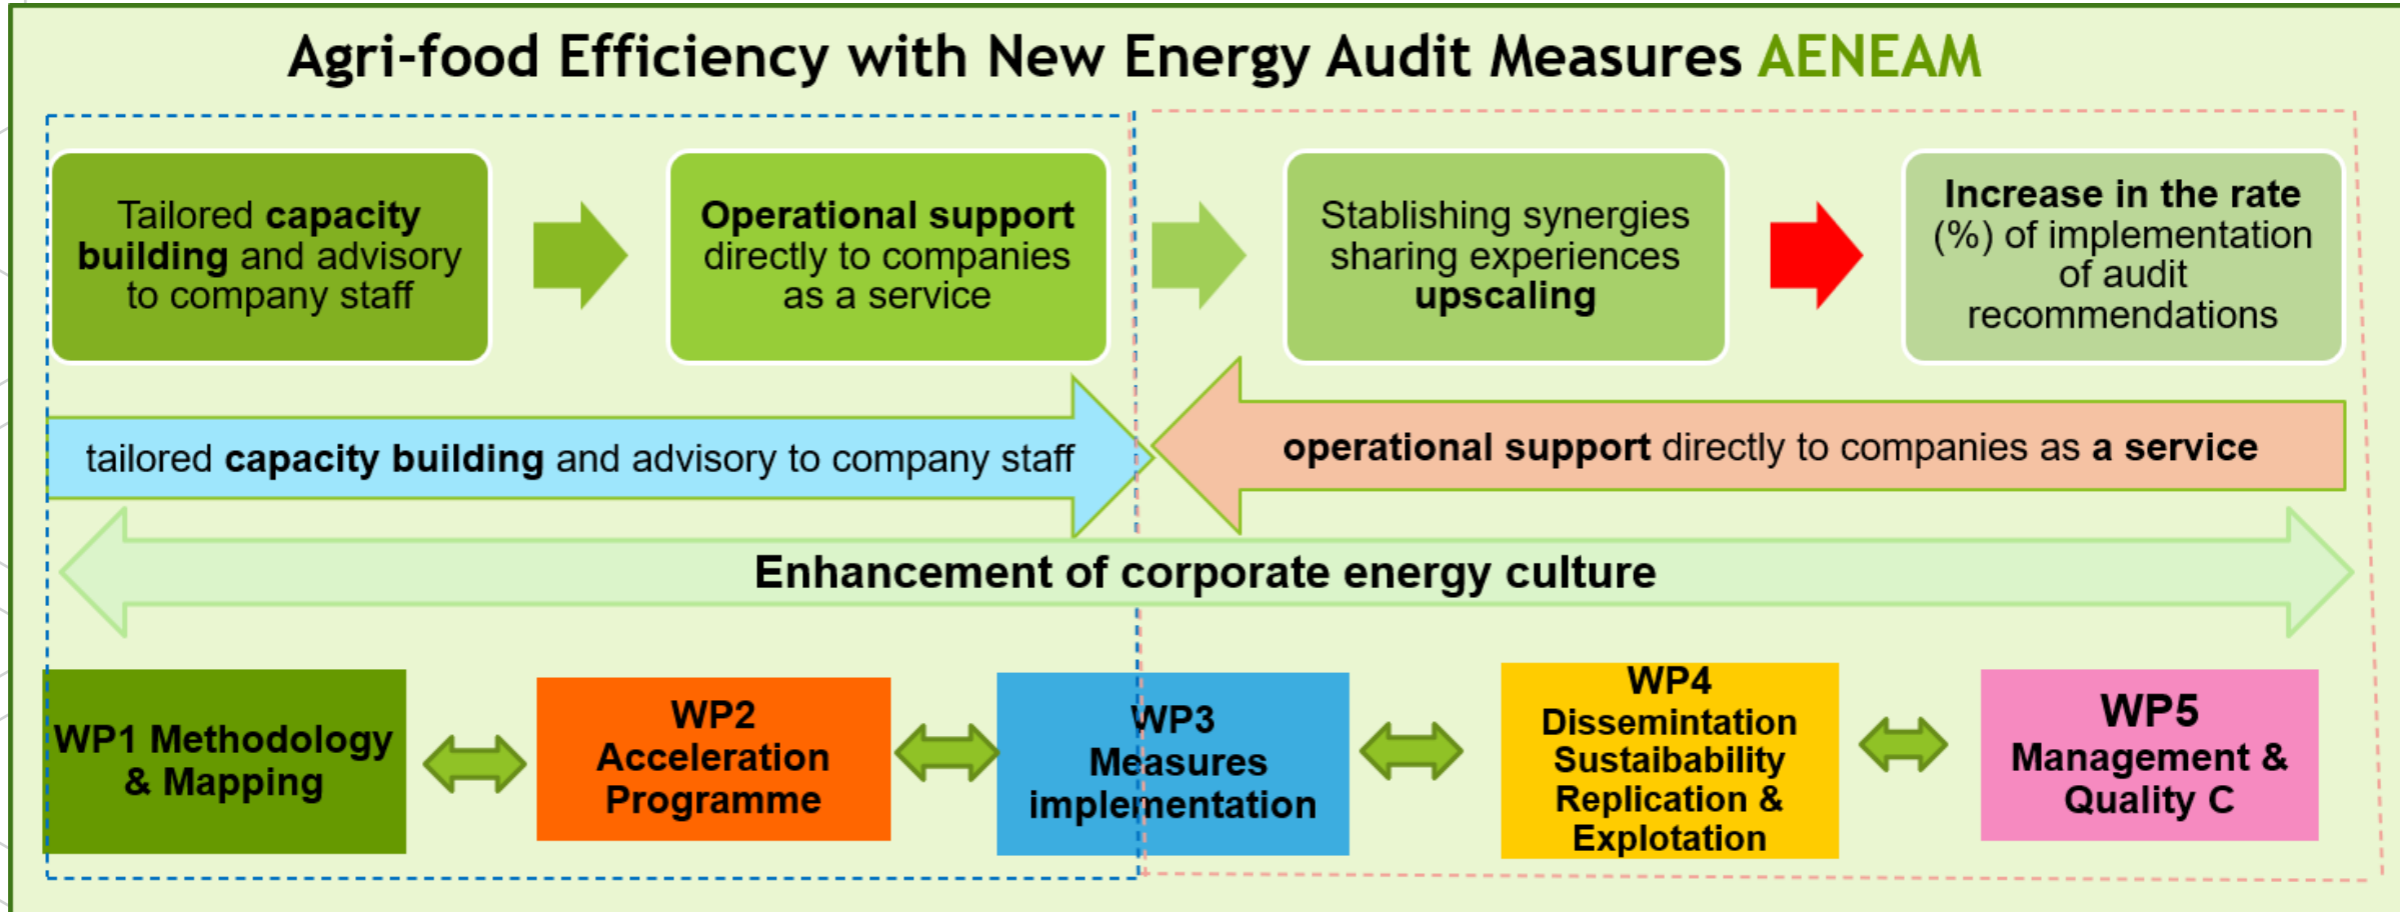 Agri-food Efficiency with New Energy Audit Measures AENEAM
Tailored capacity
building and advisory
to company staff
Operational support
directly to companies
as a service
Stablishing synergies
sharing experiences
upscaling
Increase in the rate
(%) of implementation
of audit
recommendations
tailored capacity building and advisory to company staff
operational support directly to companies as a service
Enhancement of corporate energy culture
WP1 Methodology
& Mapping
WP2
Acceleration
Programme
WP3
Measures
implementation
WP4
Dissemintation
Sustaibability
Replication &
Explotation
WP5
Management &
Quality C